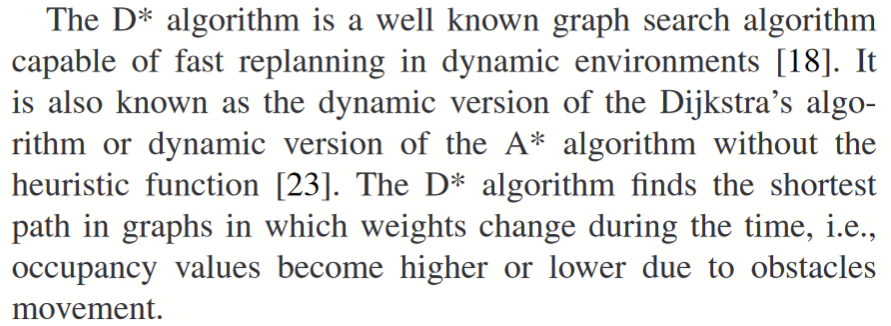 The D* algorithm is a well known graph search algorithm
capable of fast replanning in dynamic environments [18]. It
is also known as the dynamic version of the Dijkstra's algo-
rithm or dynamic version of the A* algorithm without the
heuristic function [23]. The D* algorithm finds the shortest
path in graphs in which weights change during the time, i.e.,
occupancy values become higher or lower due to obstacles
movement.